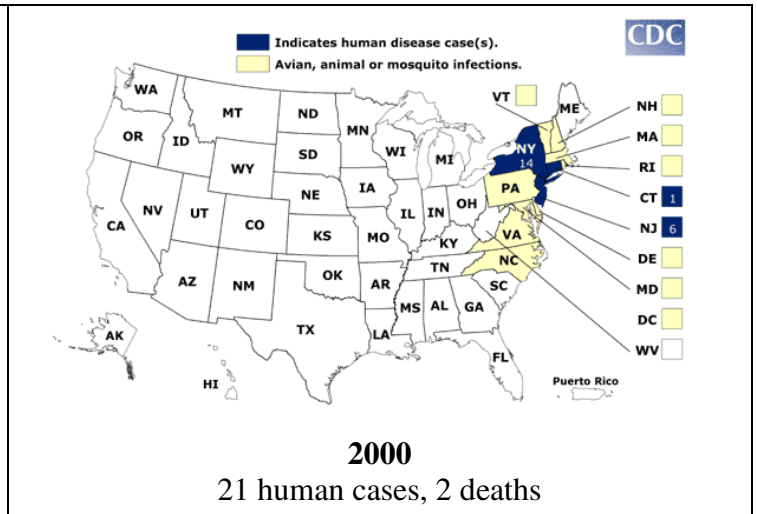 Indicates human disease case(s).
CDC
Avian, animal or mosquito infections.
WA
MT
ND
MN
VT
ME
NH
OR
ID
SD
WI
MI
NY
14
MA
WY
RI
NE
IA
PA
CT 1
NV
UT
IL
IN
OH
CA
CO
NJ 6
KS
MO
KY
VA
DE
AZ
NM
OK
TN
NC
MD
AR
SC
MS
AL
GA
DC
AK
TX
LA
WV
FL
HI
Puerto Rico
2000
21 human cases, 2 deaths